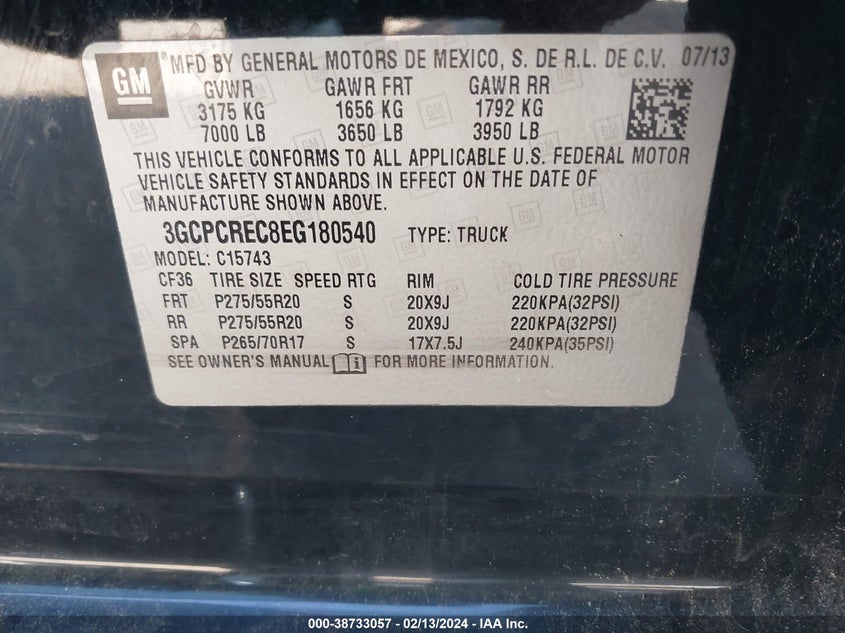 GM ® MFD BY GENERAL MOTORS DE MEXICO, S. DE R.L. DE C.V. 07/13
GVWR GAWR FRT GAWR RR
3175 KG 1656 KG 1792 KG
7000 LB 3650 LB 3950 LB
THIS VEHICLE CONFORMS TO ALL APPLICABLE U.S. FEDERAL MOTOR
VEHICLE SAFETY STANDARDS IN EFFECT ON THE DATE OF
MANUFACTURE SHOWN ABOVE.
3GCPCREC8EG180540 TYPE: TRUCK
MODEL: C15743
CF36 TIRE SIZE SPEED RTG RIM COLD TIRE PRESSURE
FRT P275/55R20 S 20X9J 220KPA(32PSI)
RR P275/55R20 S 20X9J 220KPA(32PSI)
SPA P265/70R17 S 17X7.5J 240KPA(35PSI)
SEE OWNER'S MANUAL FOR MORE INFORMATION.
000-38733057 - 02/13/2024 - IAA Inc.